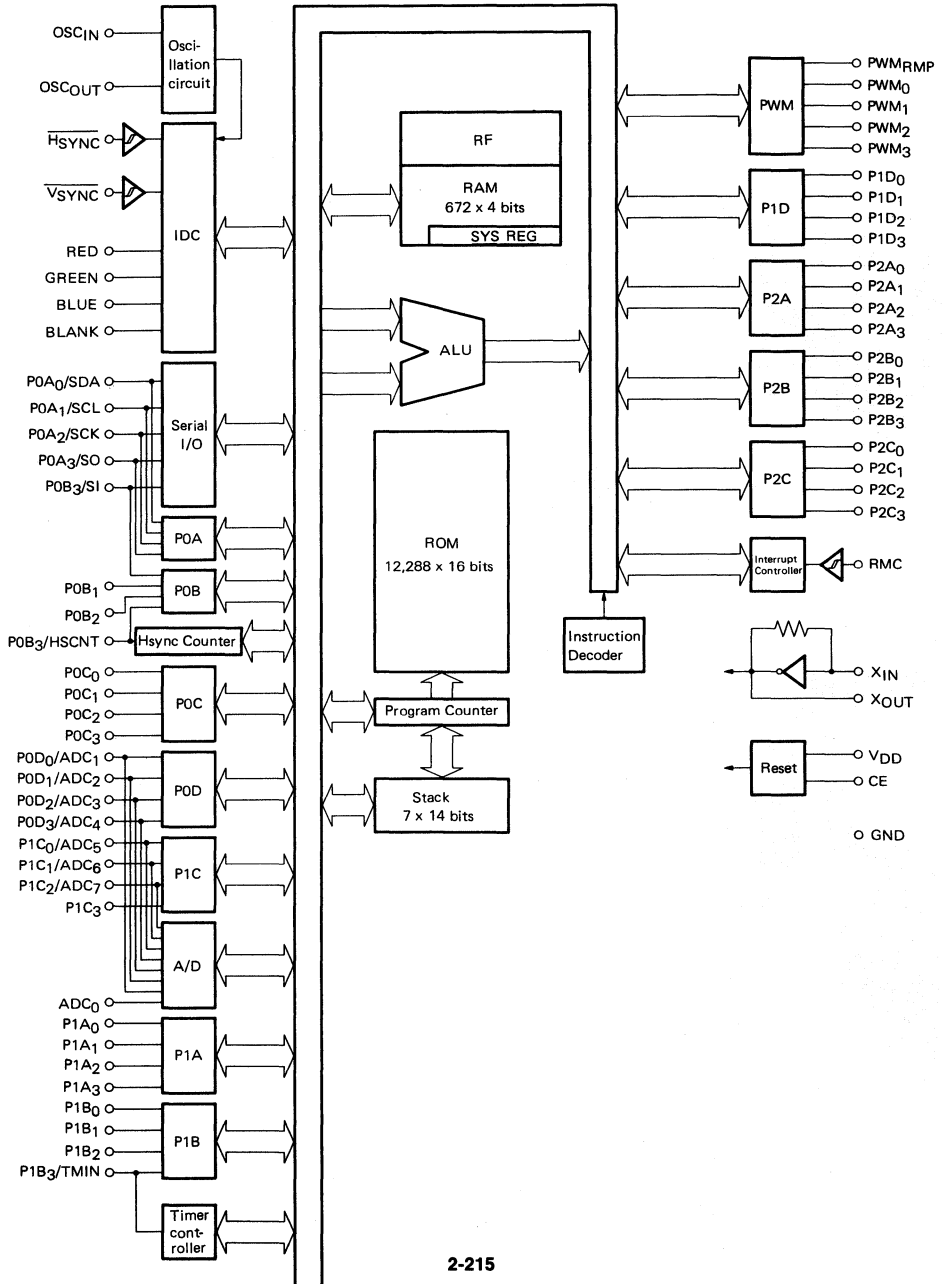 OSCIN
OSCOUT
Osci-
llation
circuit
HSYNC
VSYNC
RED
GREEN
BLUE
BLANK
IDC
P0A0/SDA
P0A1/SCL
P0A2/SCK
P0A3/SO
P0B3/SI
Serial
I/O
P0A
P0B1
P0B2
P0B
P0B3/HSCNT
Hsync Counter
P0C0
P0C1
P0C2
P0C3
P0C
P0D0/ADC1
P0D1/ADC2
P0D2/ADC3
P0D3/ADC4
P0D
P1C0/ADC5
P1C1/ADC6
P1C2/ADC7
P1C3
P1C
A/D
ADC0
P1A0
P1A1
P1A2
P1A3
P1A
P1B0
P1B1
P1B2
P1B3/TMIN
P1B
Timer
cont-
roller
RF
RAM
672 x 4 bits
SYS REG
ALU
ROM
12,288 x 16 bits
Program Counter
Stack
7 x 14 bits
Instruction
Decoder
PWM
PWMRMP
PWM0
PWM1
PWM2
PWM3
P1D
P1D0
P1D1
P1D2
P1D3
P2A
P2A0
P2A1
P2A2
P2A3
P2B
P2B0
P2B1
P2B2
P2B3
P2C
P2C0
P2C1
P2C2
P2C3
Interrupt
Controller
RMC
XIN
XOUT
Reset
VDD
CE
GND
2-215